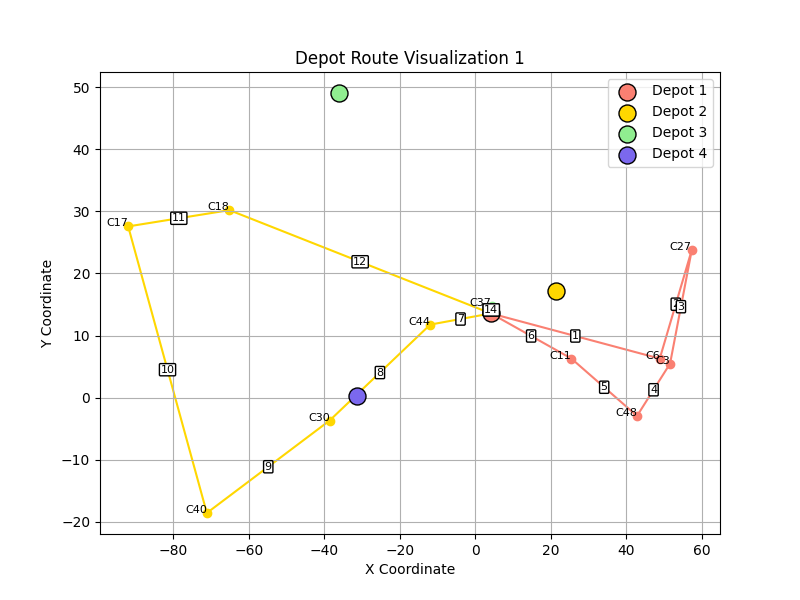 Depot Route Visualization 1
Depot 1
Depot 2
Depot 3
Depot 4
Y Coordinate
50
40
30
20
10
0
−10
−20
−80
−60
−40
−20
0
20
40
60
X Coordinate
C17
11
C18
12
C27
C37
14
3
C44
7
6
1
C11
C6
C3
10
8
5
4
C30
C48
9
C40